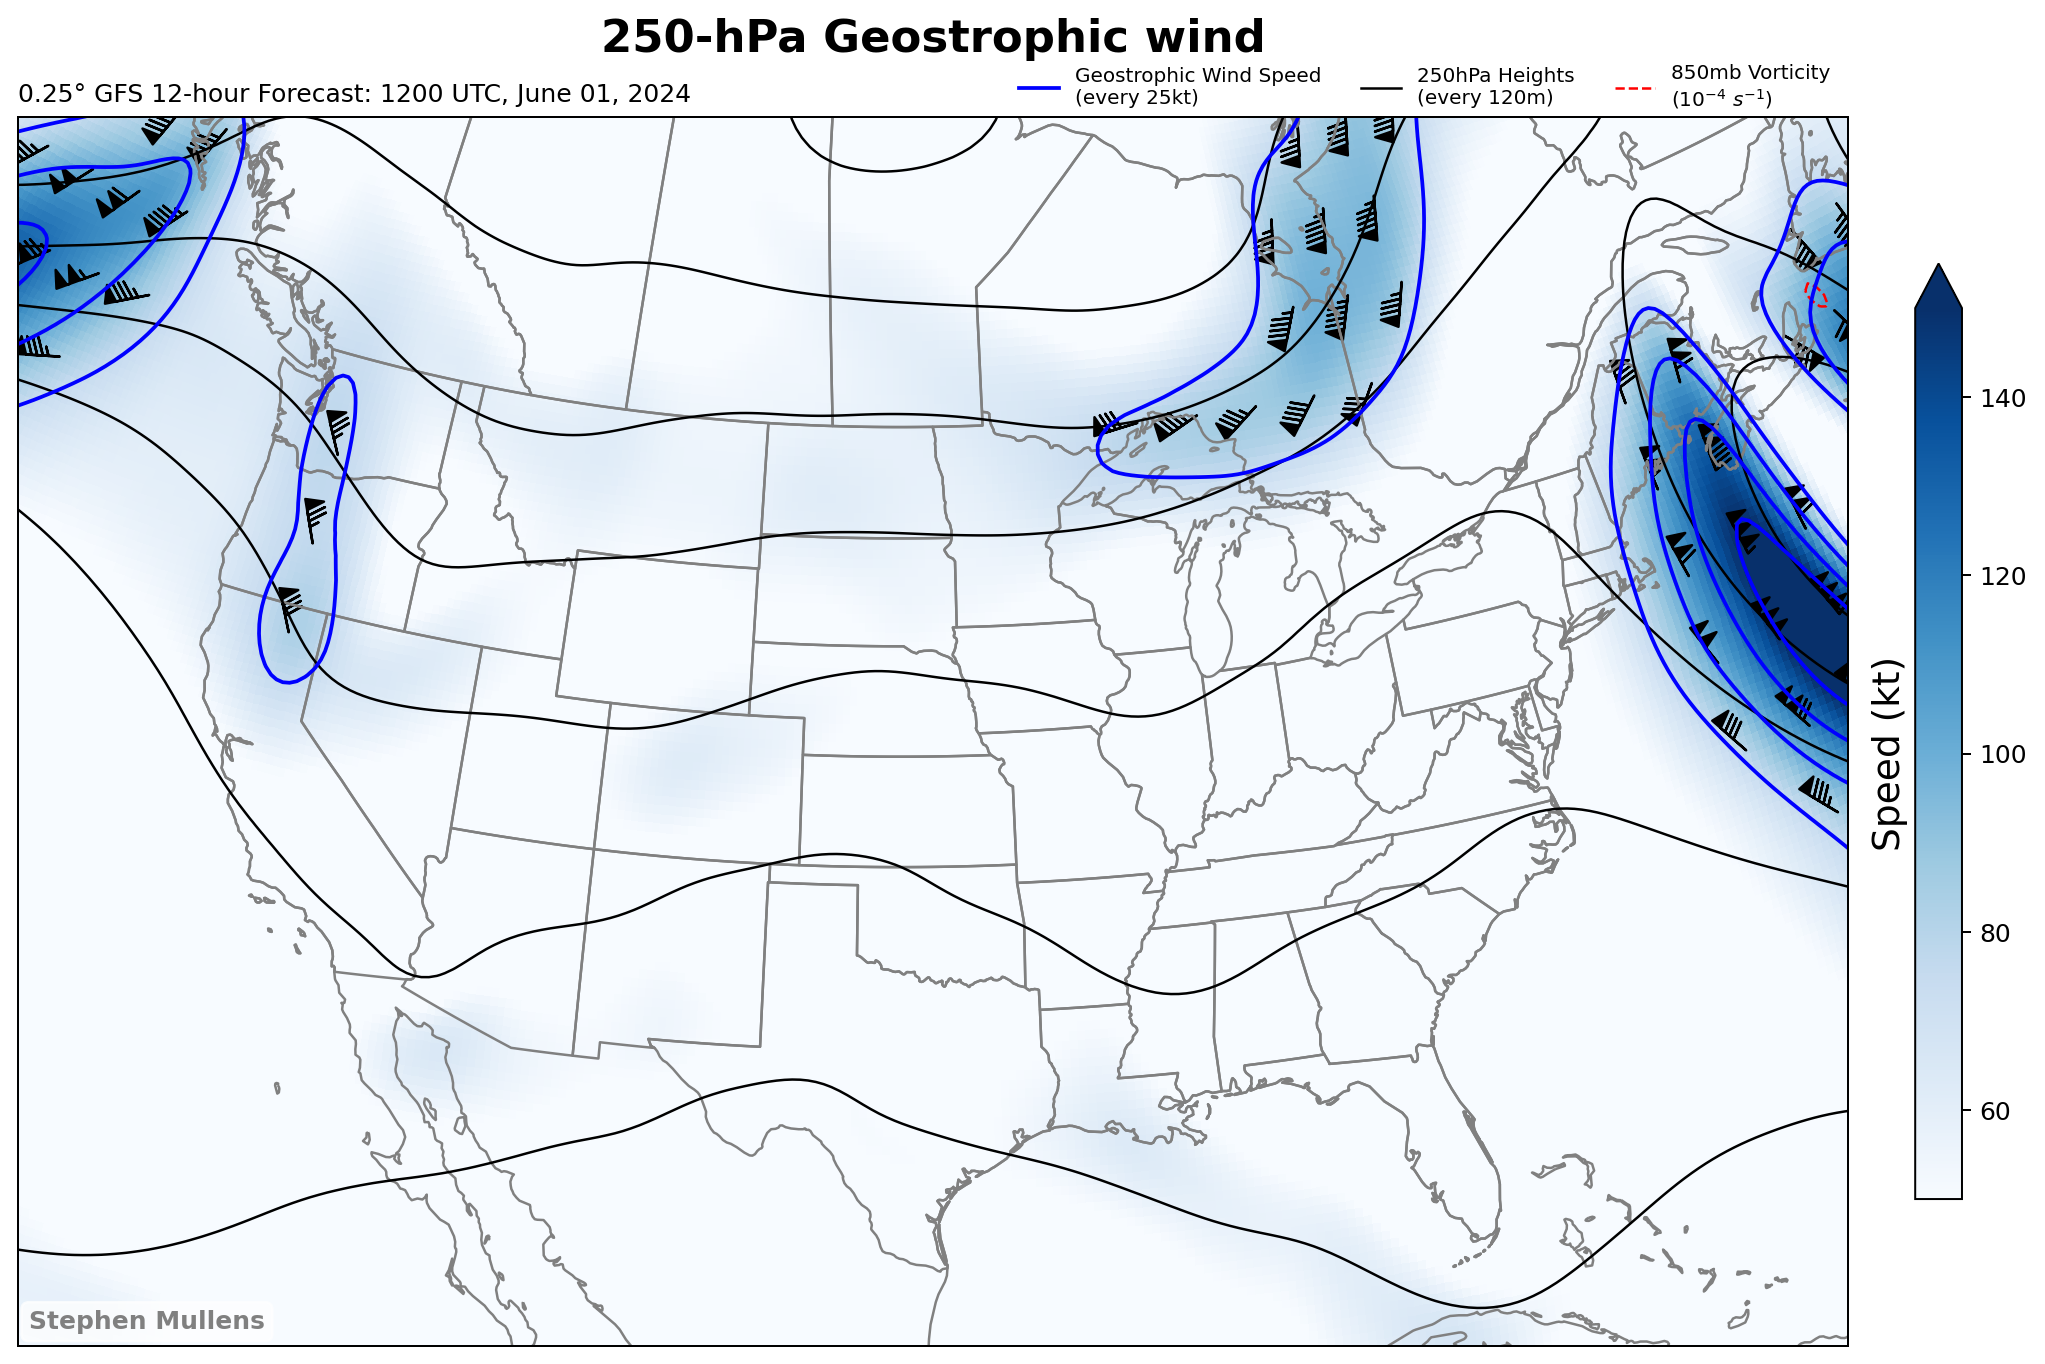 250-hPa Geostrophic wind
0.25° GFS 12-hour Forecast: 1200 UTC, June 01, 2024
Geostrophic Wind Speed
(every 25kt)
250hPa Heights
(every 120m)
850mb Vorticity
(10⁻⁴ s⁻¹)
140
120
100
80
60
Speed (kt)
Stephen Mullens